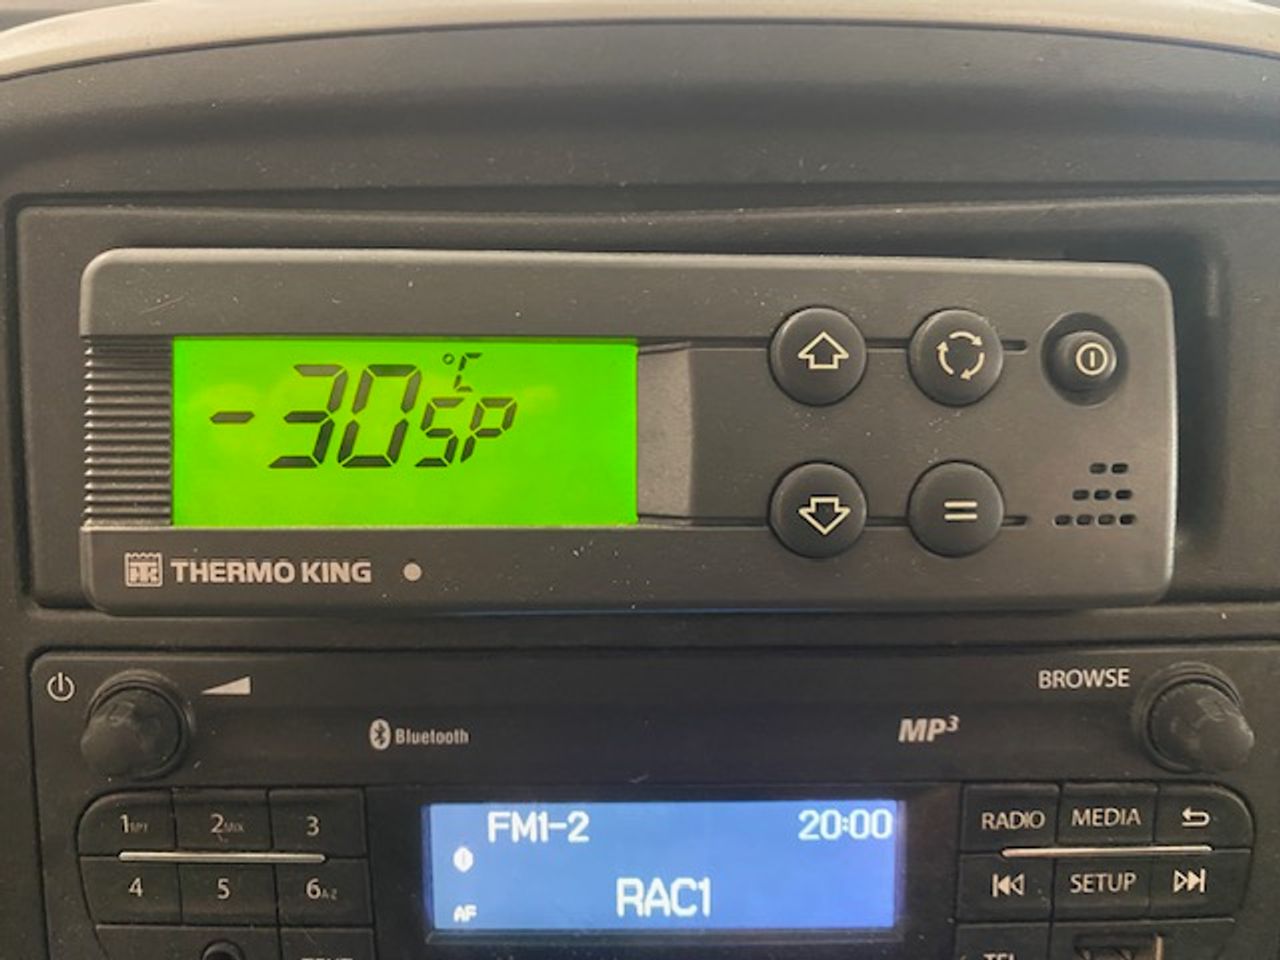 °C
-30 SP
THERMO KING
BROWSE
Bluetooth
MP3
FM1-2 20:00
RAC1
AF
1 2MIX 3
4 5 6
RADIO MEDIA
SETUP